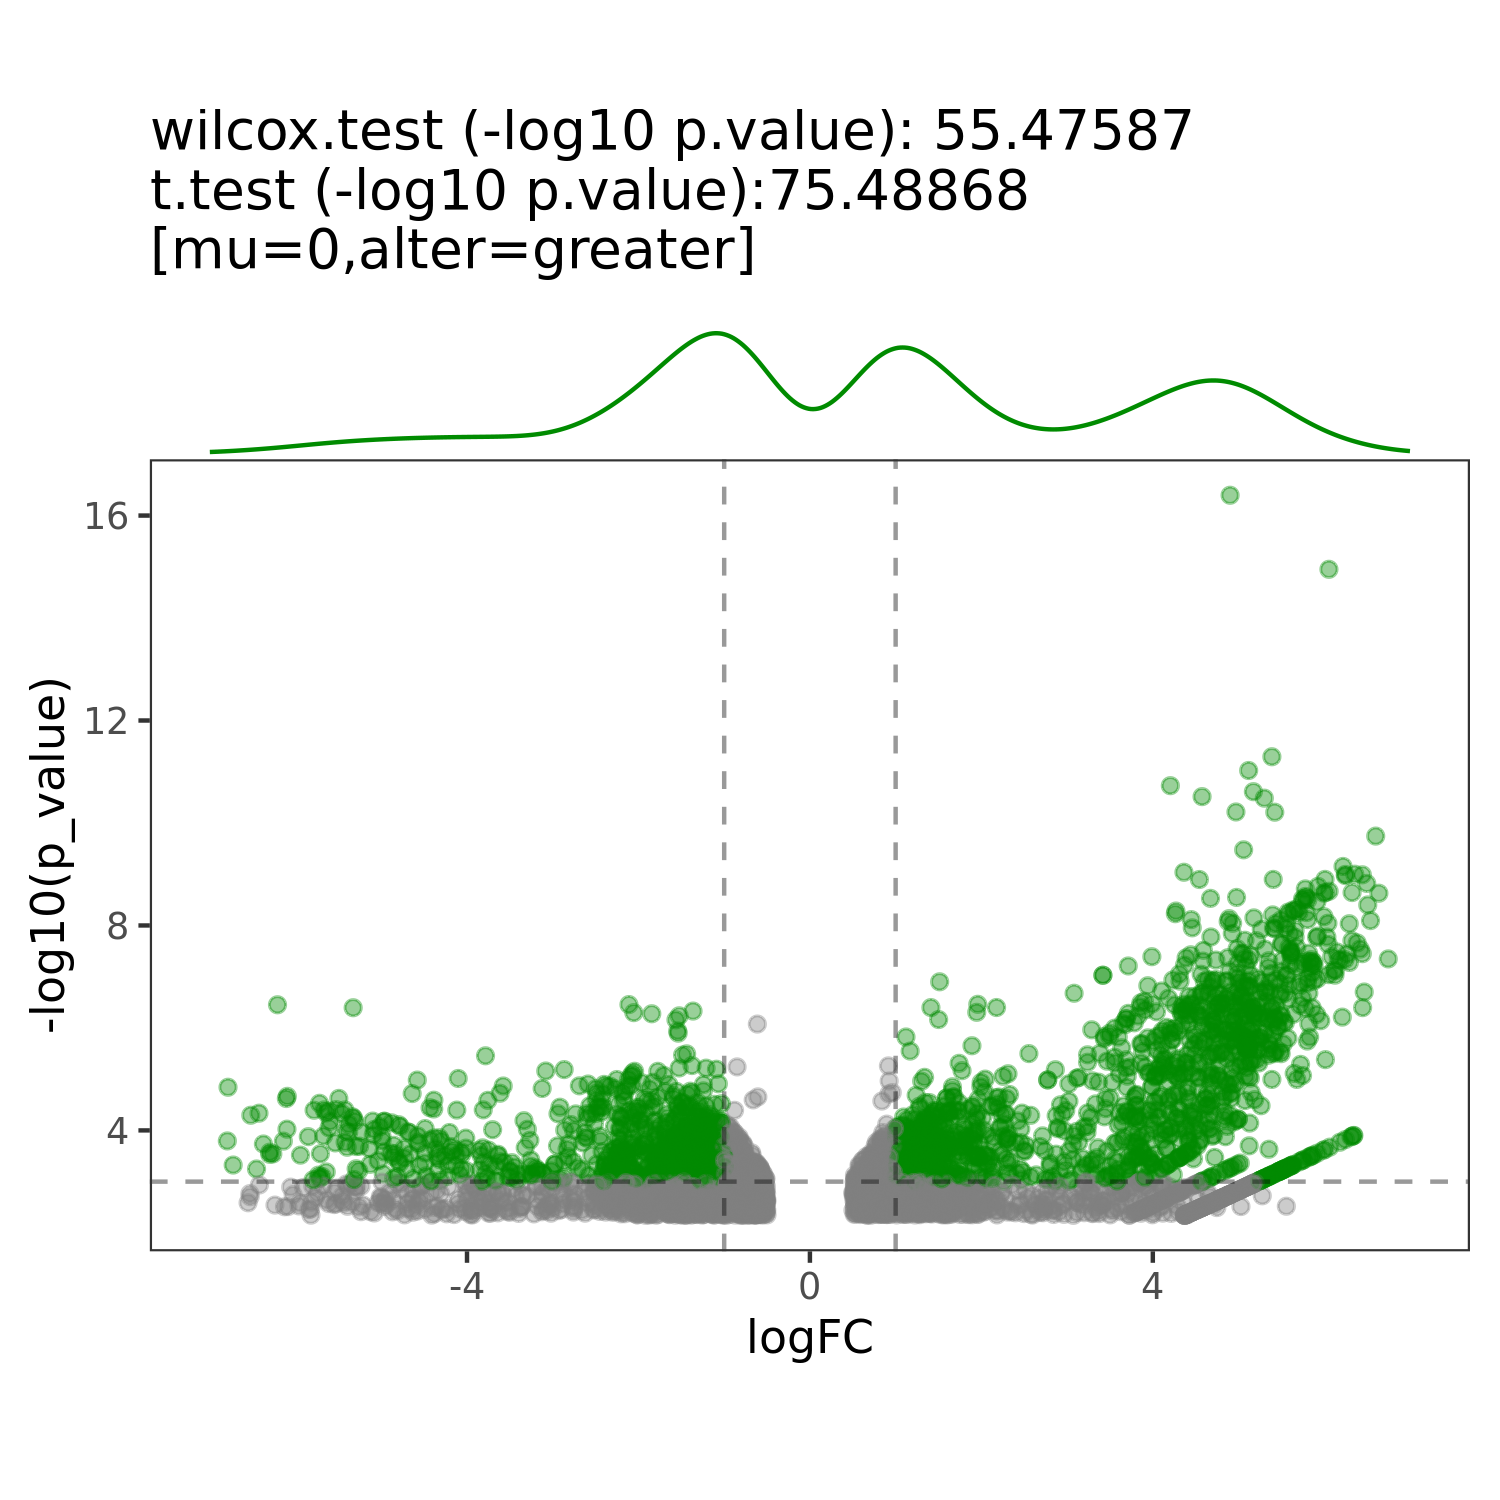 wilcox.test (-log10 p.value): 55.47587
t.test (-log10 p.value):75.48868
[mu=0,alter=greater]
16
12
8
4
-log10(p_value)
-4
0
4
logFC